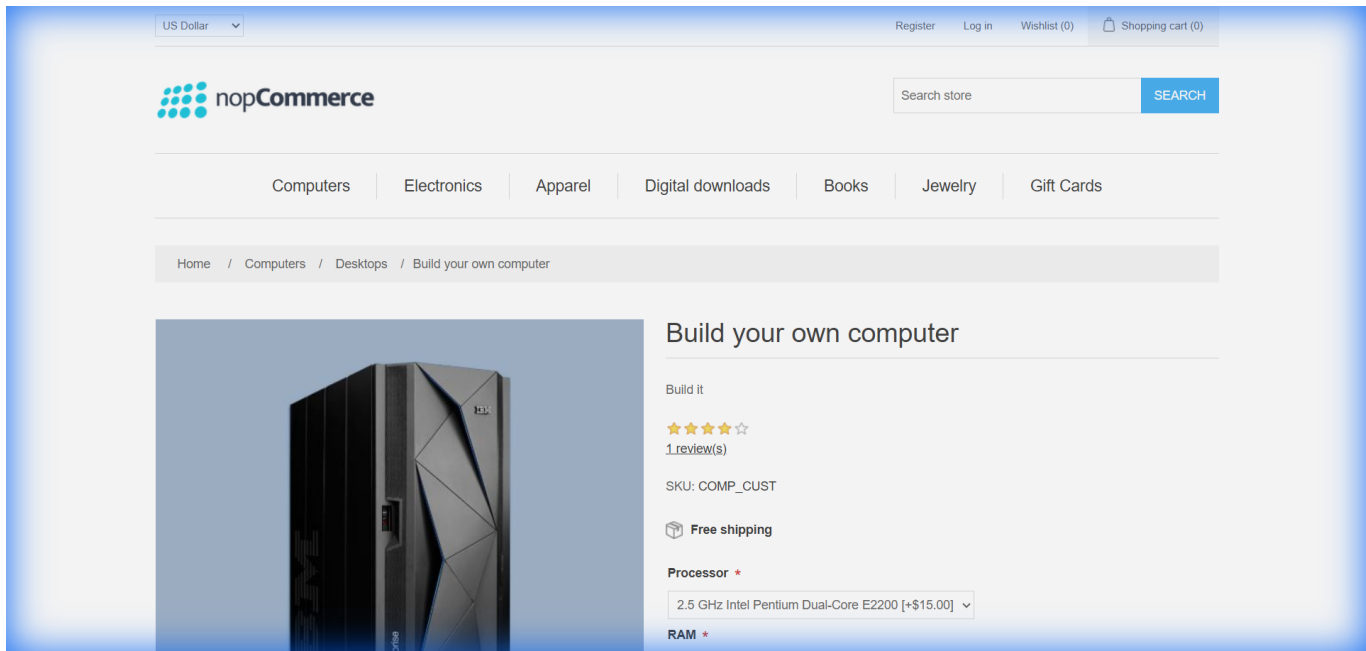 US Dollar
Register Log in Wishlist (0) Shopping cart (0)
nopCommerce
Search store SEARCH
Computers Electronics Apparel Digital downloads Books Jewelry Gift Cards
Home / Computers / Desktops / Build your own computer
Build your own computer
Build it
1 review(s)
SKU: COMP_CUST
Free shipping
Processor *
2.5 GHz Intel Pentium Dual-Core E2200 [+$15.00]
RAM *
IBM
IBM